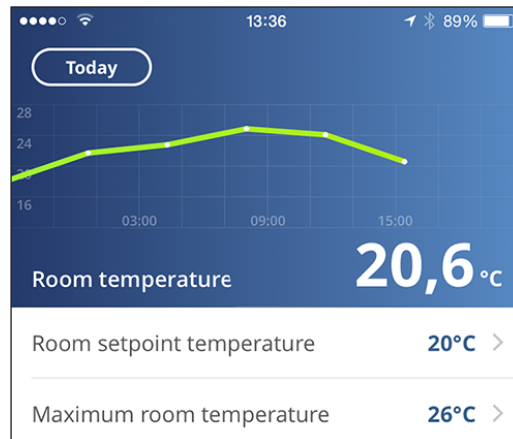 13:36 89%
Today
28
24
20
16
03:00 09:00 15:00
Room temperature 20,6 °C
Room setpoint temperature 20°C
Maximum room temperature 26°C